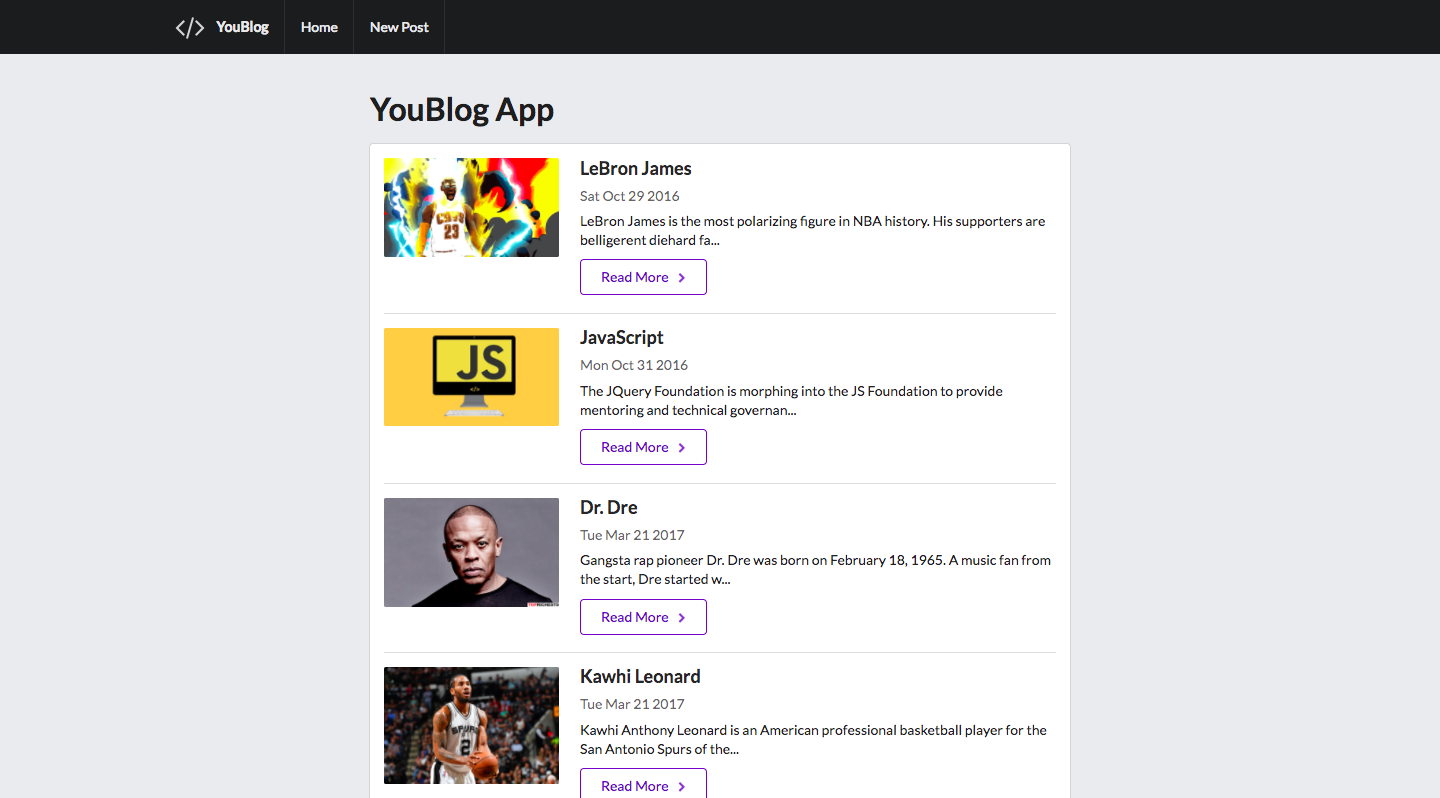 </> YouBlog Home New Post
YouBlog App
LeBron James
Sat Oct 29 2016
LeBron James is the most polarizing figure in NBA history. His supporters are
belligerent diehard fa...
Read More
CAVS
23
JavaScript
Mon Oct 31 2016
The JQuery Foundation is morphing into the JS Foundation to provide
mentoring and technical governan...
Read More
JS
</>
Dr. Dre
Tue Mar 21 2017
Gangsta rap pioneer Dr. Dre was born on February 18, 1965. A music fan from
the start, Dre started w...
Read More
Kawhi Leonard
Tue Mar 21 2017
Kawhi Anthony Leonard is an American professional basketball player for the
San Antonio Spurs of the...
Read More
SPURS
2